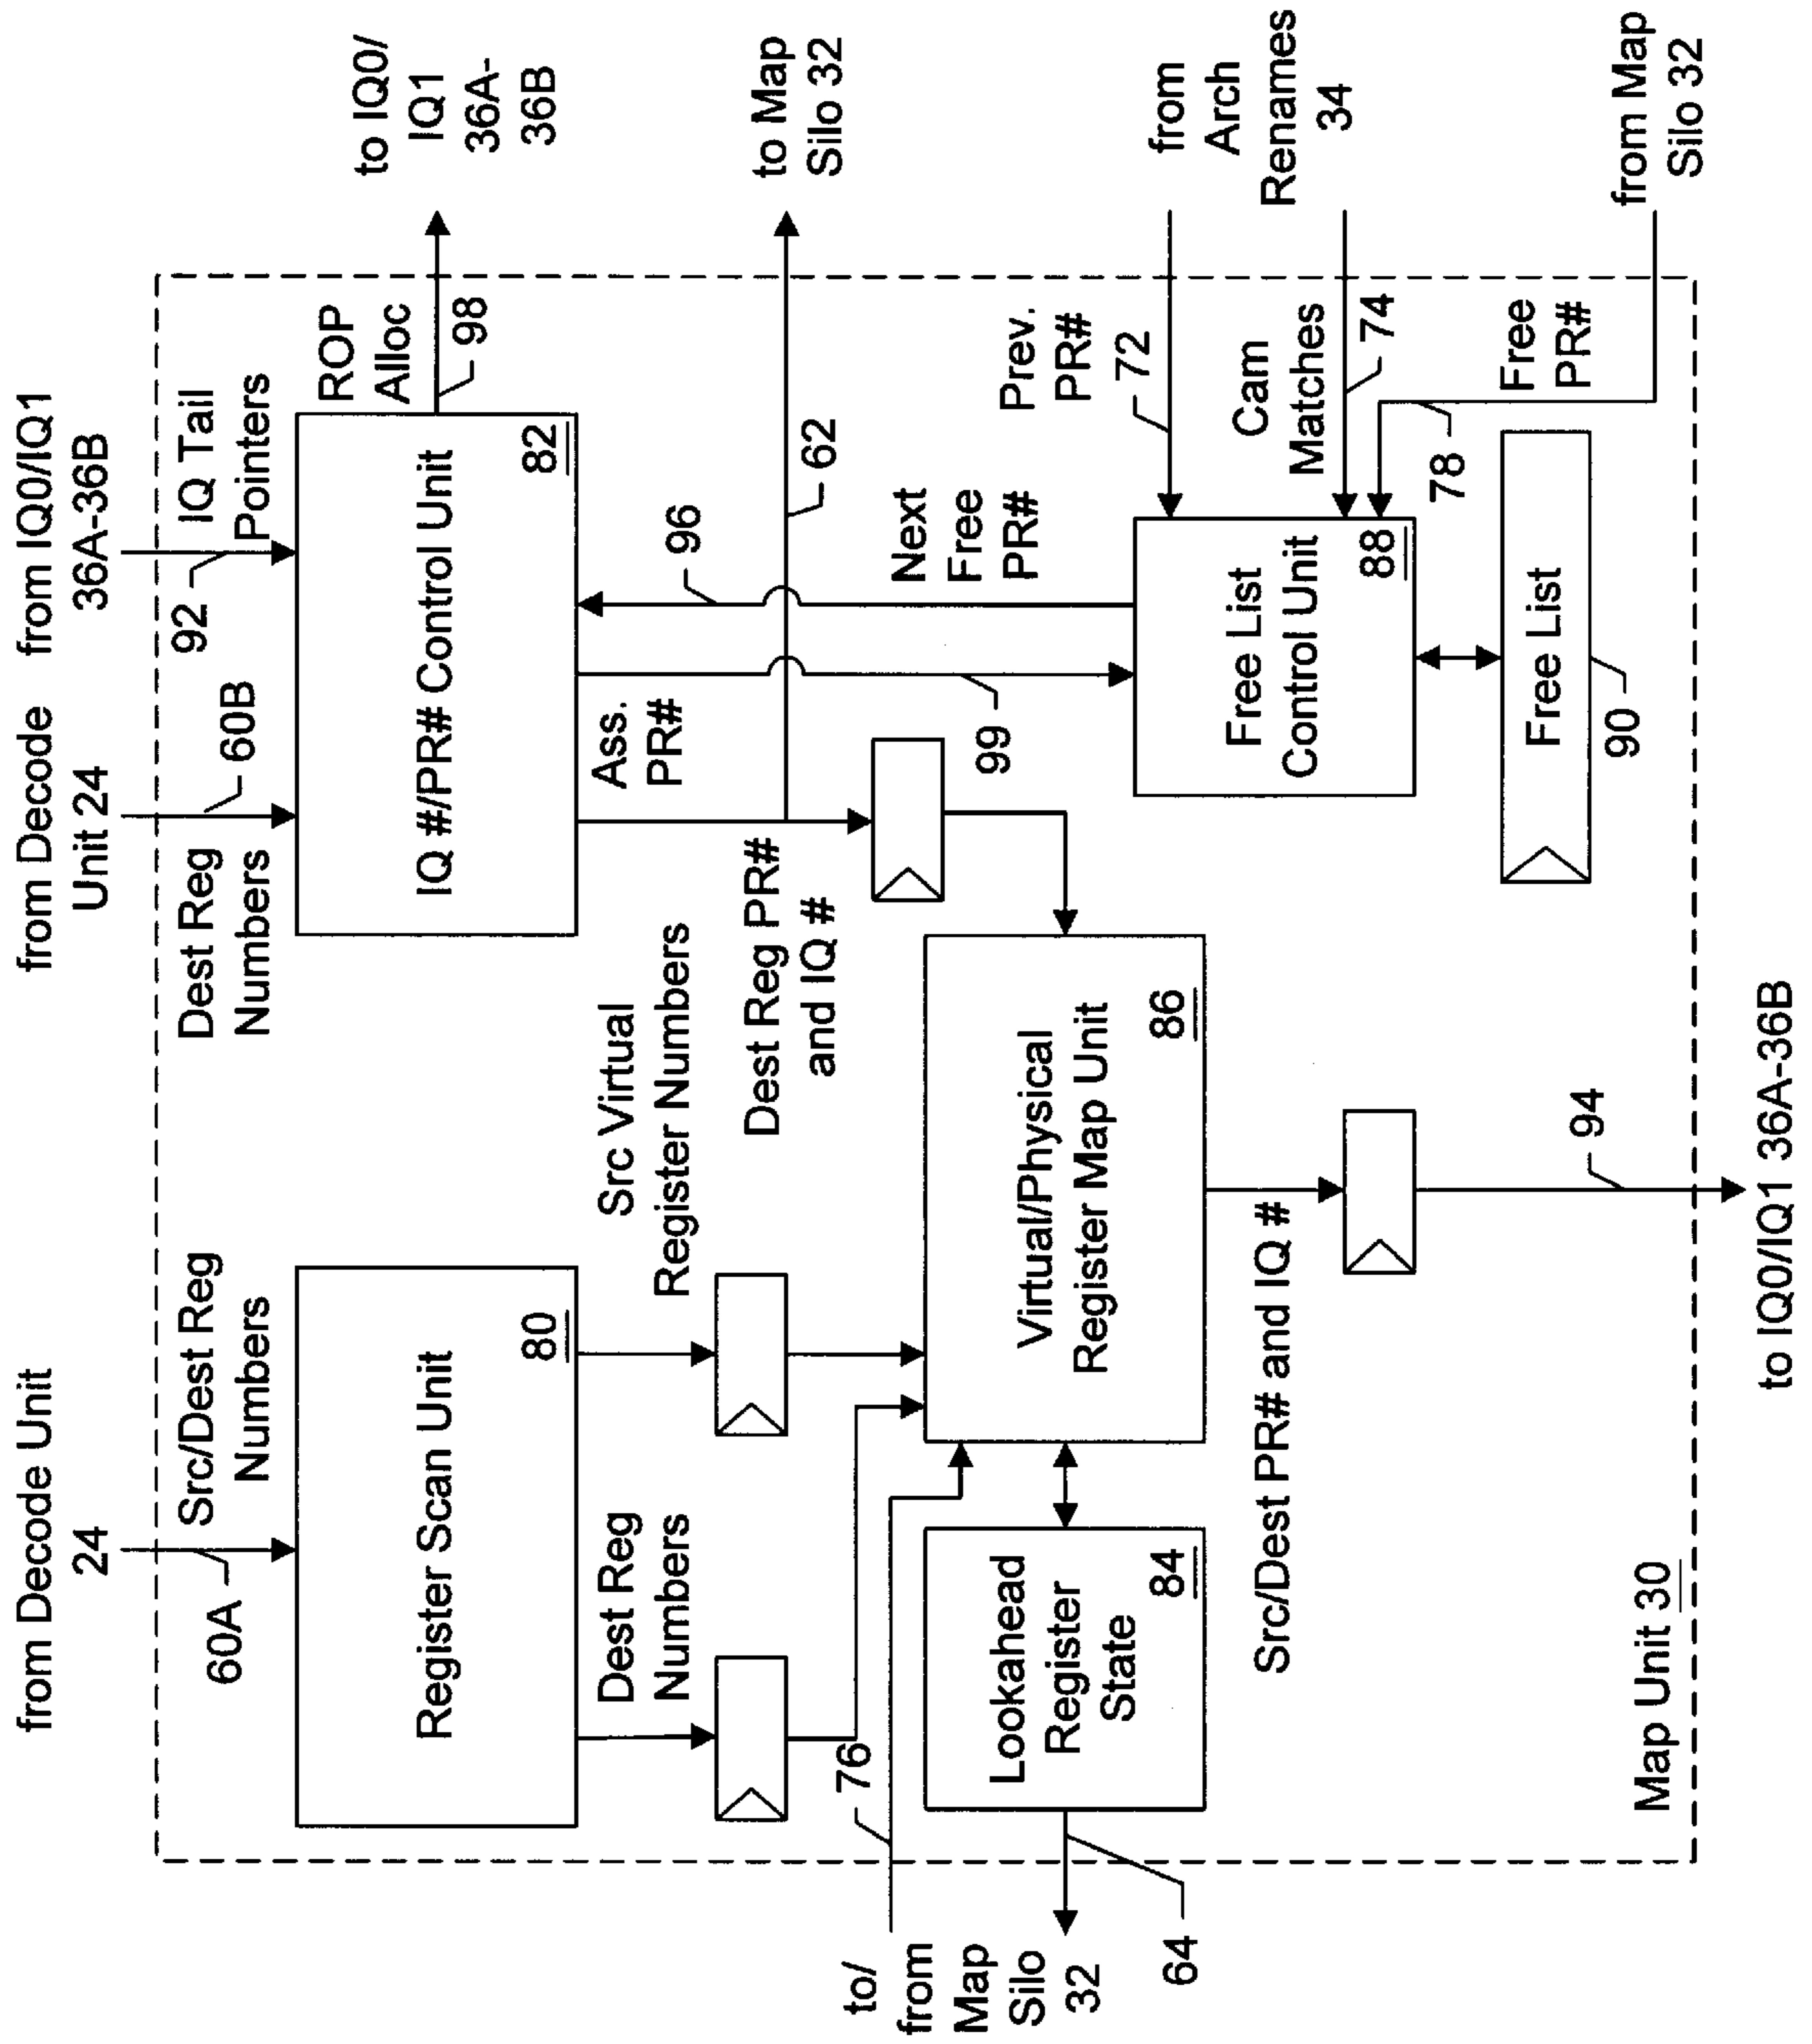 from Decode Unit
24
from Decode
Unit 24
from IQ0/IQ1
36A-36B
60A
Src/Dest Reg
Numbers
Dest Reg
Numbers
60B
92
IQ Tail
Pointers
Register Scan Unit
80
IQ #/PR# Control Unit
82
ROP
Alloc
98
to IQ0/
IQ1
36A-
36B
Dest Reg
Numbers
Src Virtual
Register Numbers
Dest Reg PR#
and IQ #
Ass.
PR#
96
62
to Map
Silo 32
99
Next
Free
PR#
76
to/
from
Map
Silo
32
64
Lookahead
Register
State
84
Virtual/Physical
Register Map Unit
86
Free List
Control Unit
88
Prev.
PR#
72
from
Arch
Renames
34
Cam
Matches
74
78
Free
PR#
from Map
Silo 32
Free List
90
Src/Dest PR# and IQ #
94
Map Unit 30
to IQ0/IQ1 36A-36B